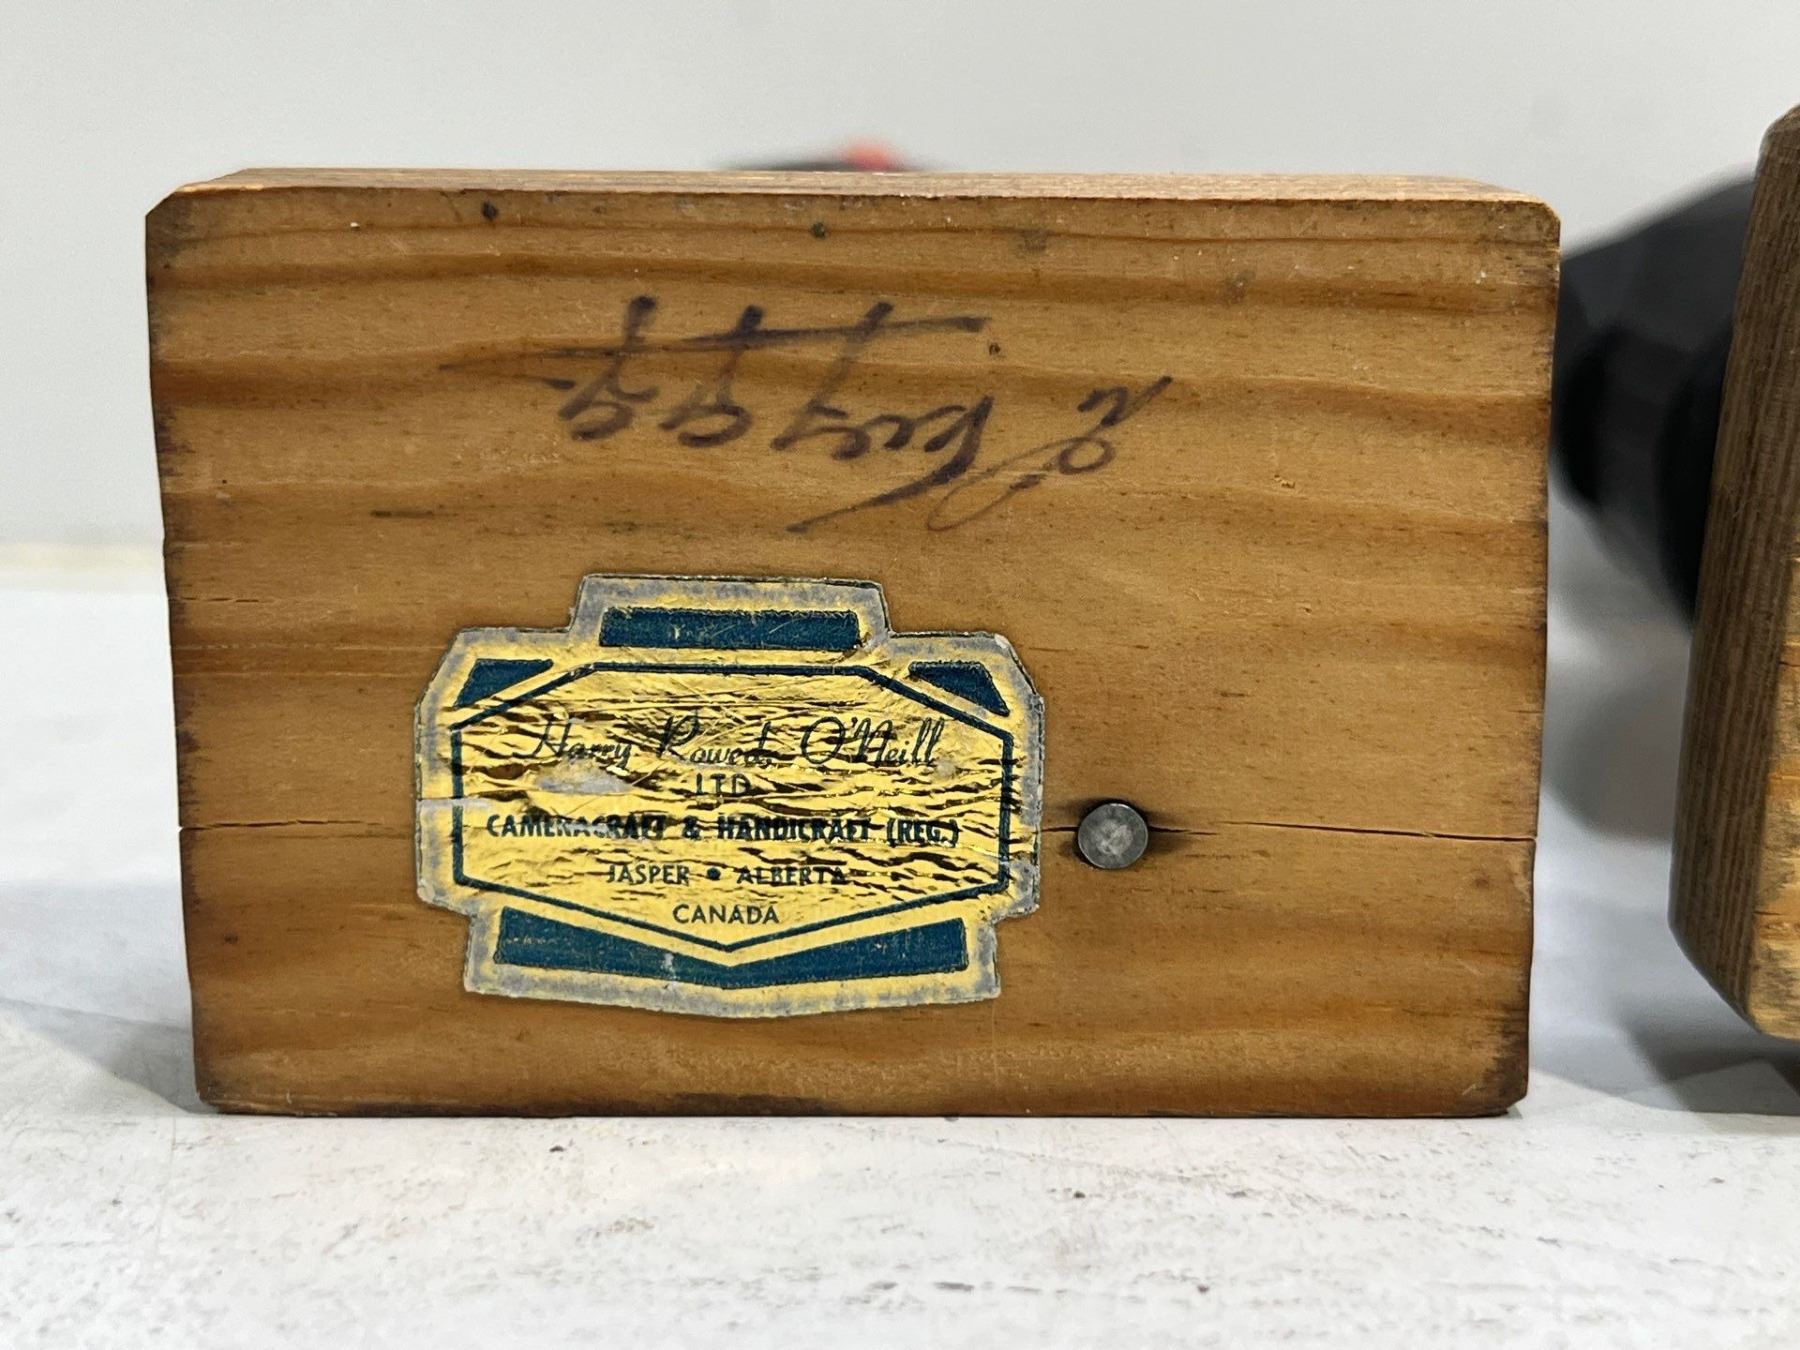 Harry Rowed, O'Neill
LTD.
CAMERACRAFT & HANDICRAFT (REG.)
JASPER • ALBERTA
CANADA